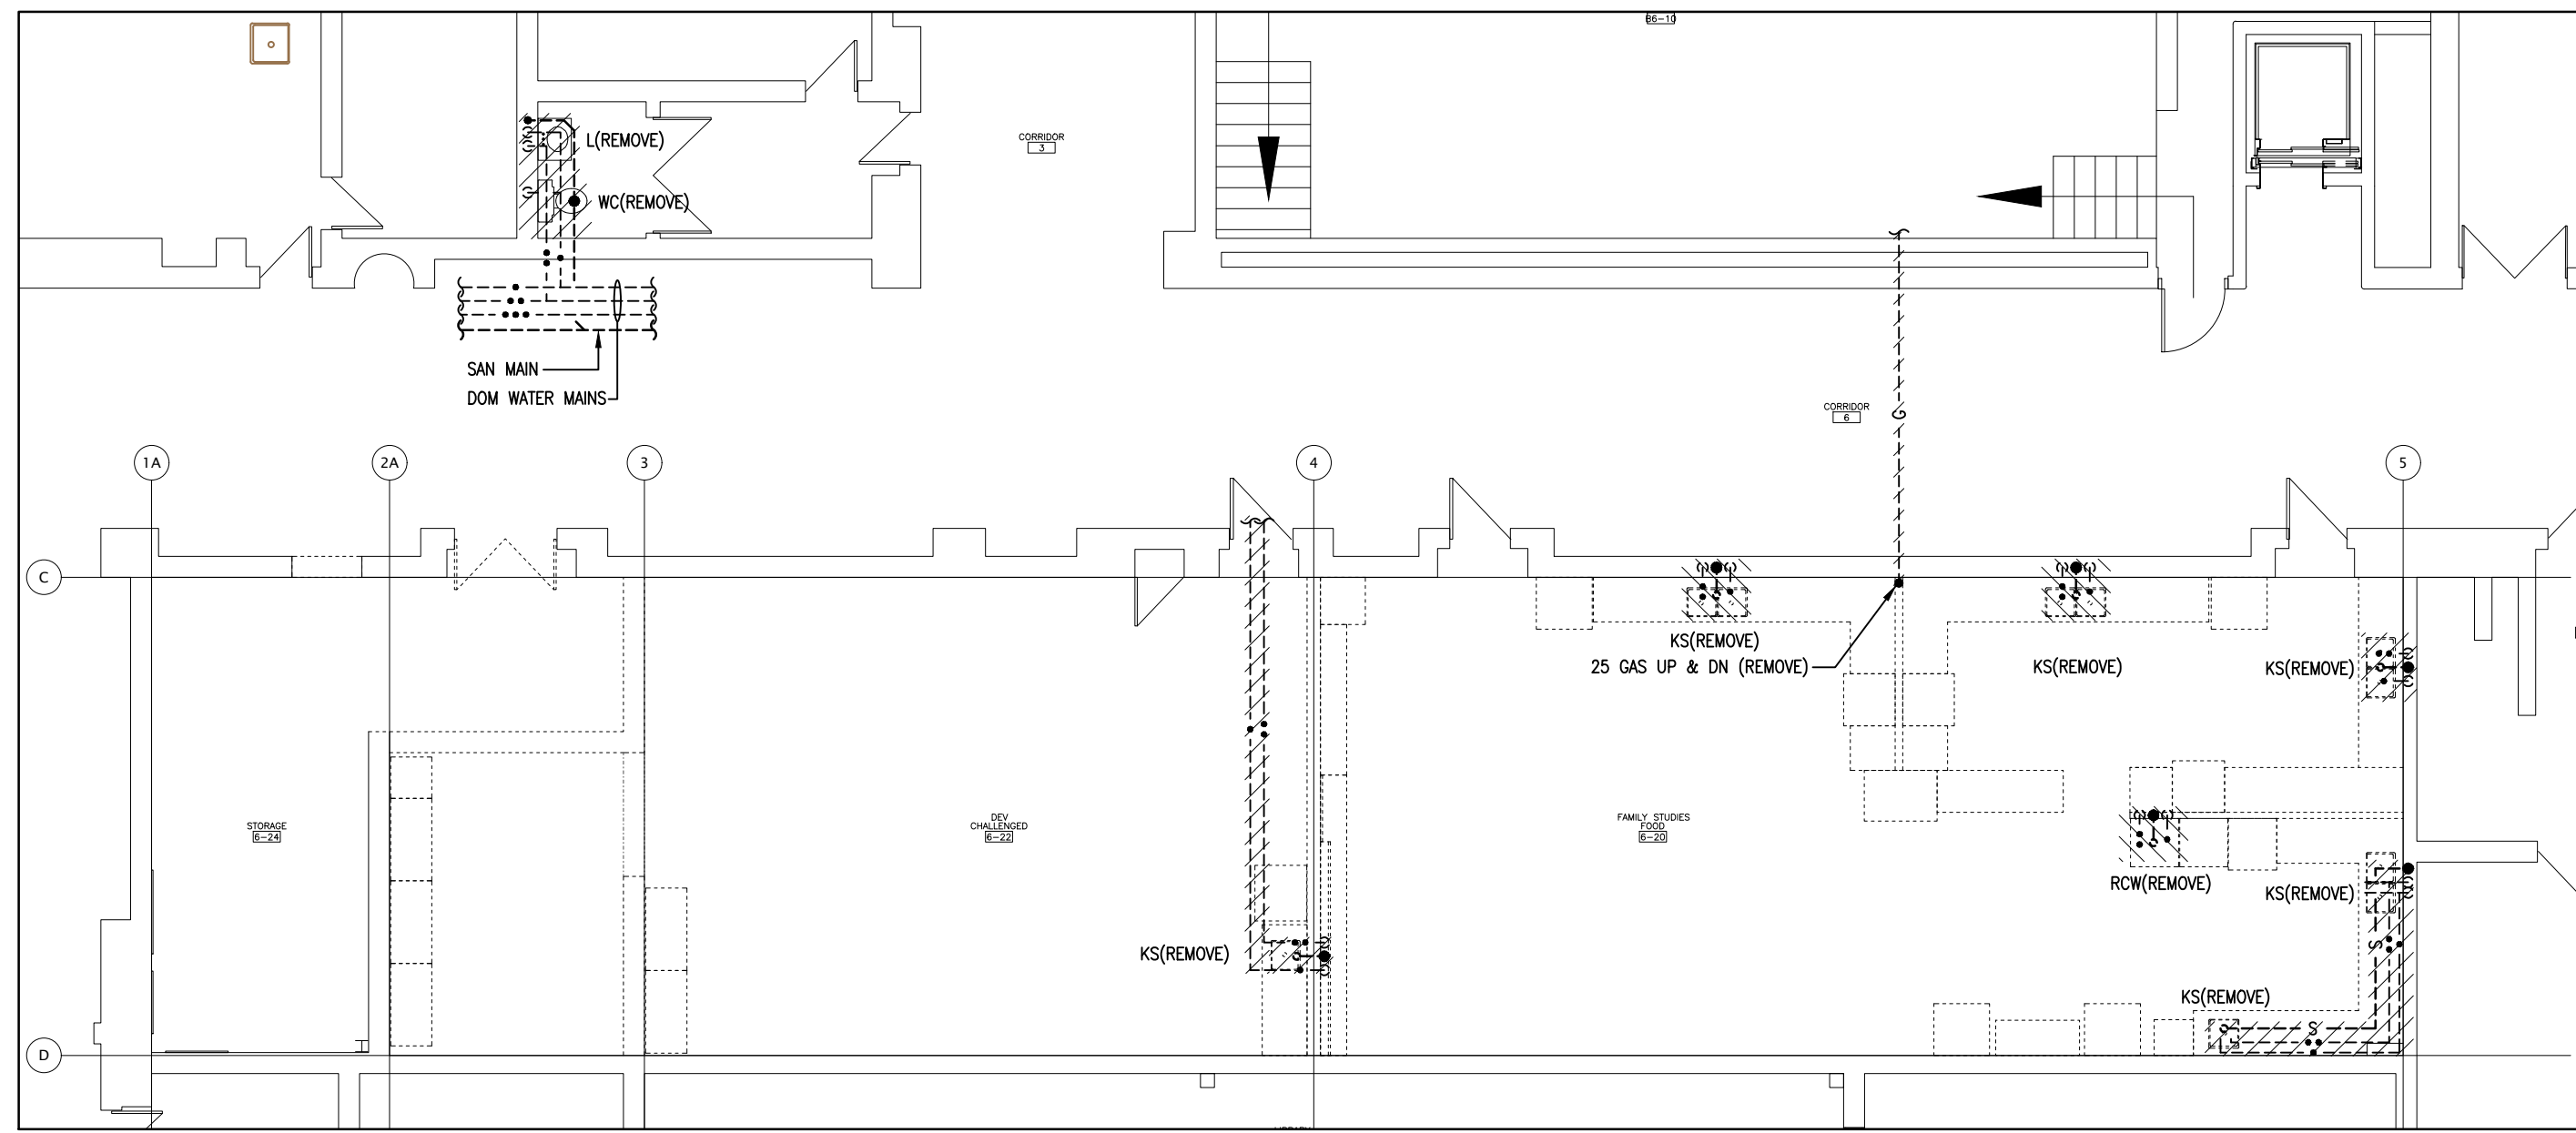 B6-10
L(REMOVE)
CORRIDOR
3
WC(REMOVE)
SAN MAIN
DOM WATER MAINS
CORRIDOR
6
G
1A
2A
3
4
5
C
KS(REMOVE)
25 GAS UP & DN (REMOVE)
KS(REMOVE)
KS(REMOVE)
STORAGE
6-24
DEV
CHALLENGED
6-22
FAMILY STUDIES
FOOD
6-20
RCW(REMOVE)
KS(REMOVE)
KS(REMOVE)
S
KS(REMOVE)
S
D